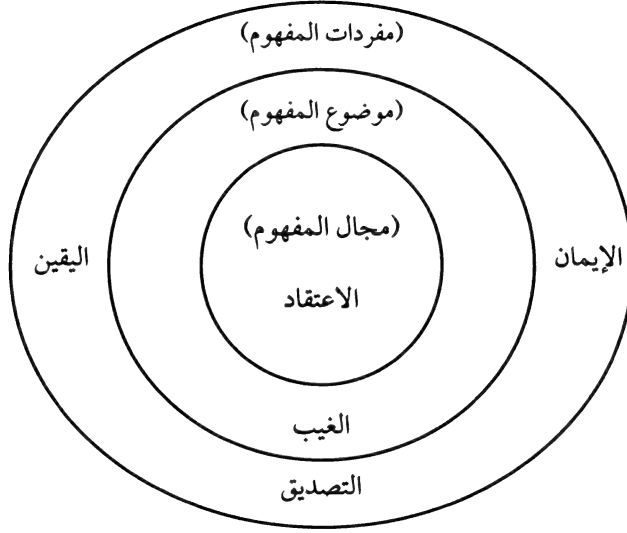 (مفردات المفهوم)
(موضوع المفهوم)
(مجال المفهوم)
الإيمان
اليقين
الاعتقاد
الغيب
التصديق